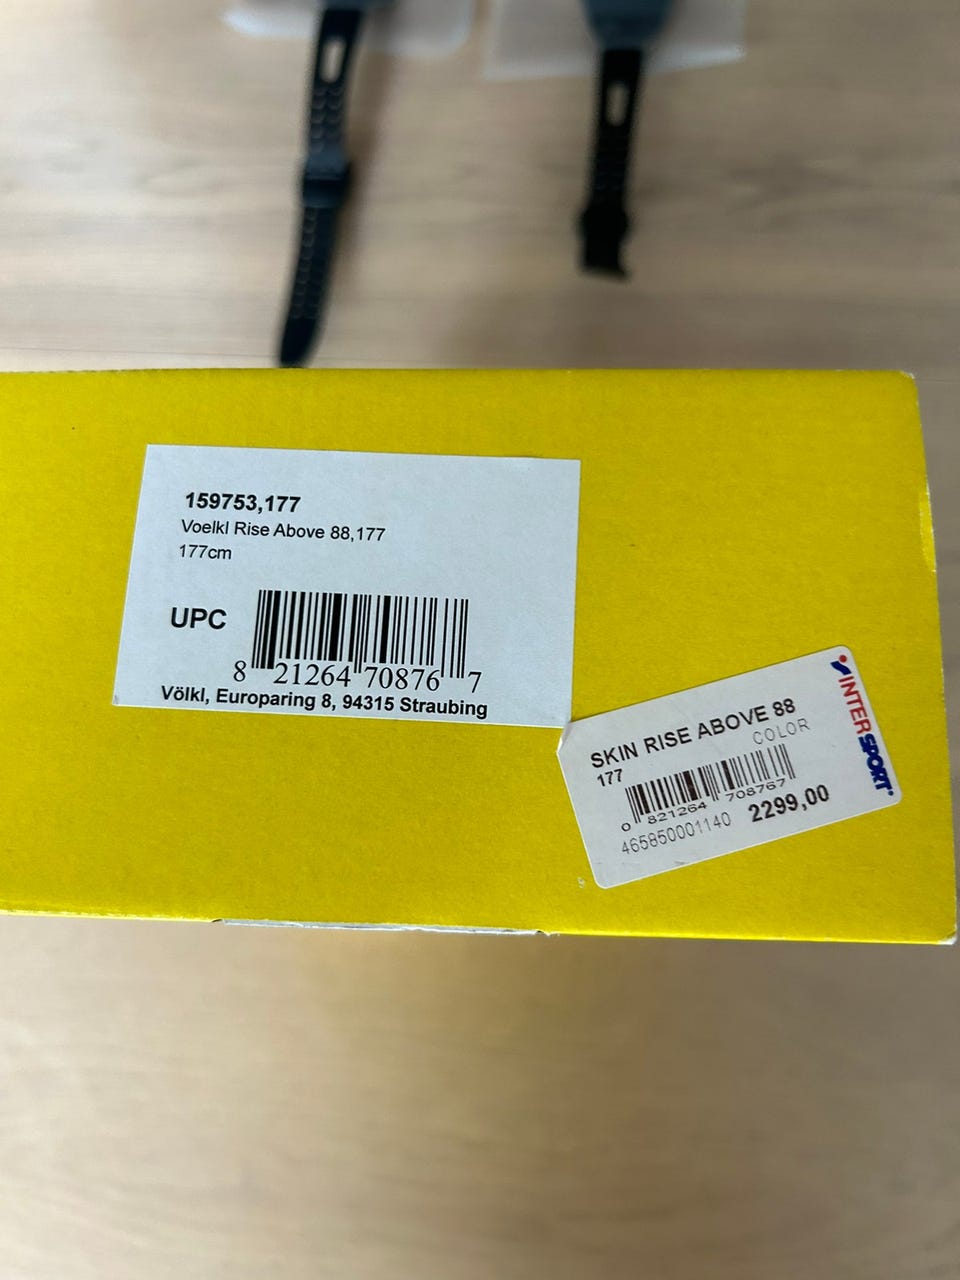 159753,177
Voelkl Rise Above 88,177
177cm
UPC
8 21264 70876 7
Völkl, Europaring 8, 94315 Straubing
SKIN RISE ABOVE 88
COLOR
177
0 821264 708767
465850001140 2299,00
INTERSPORT